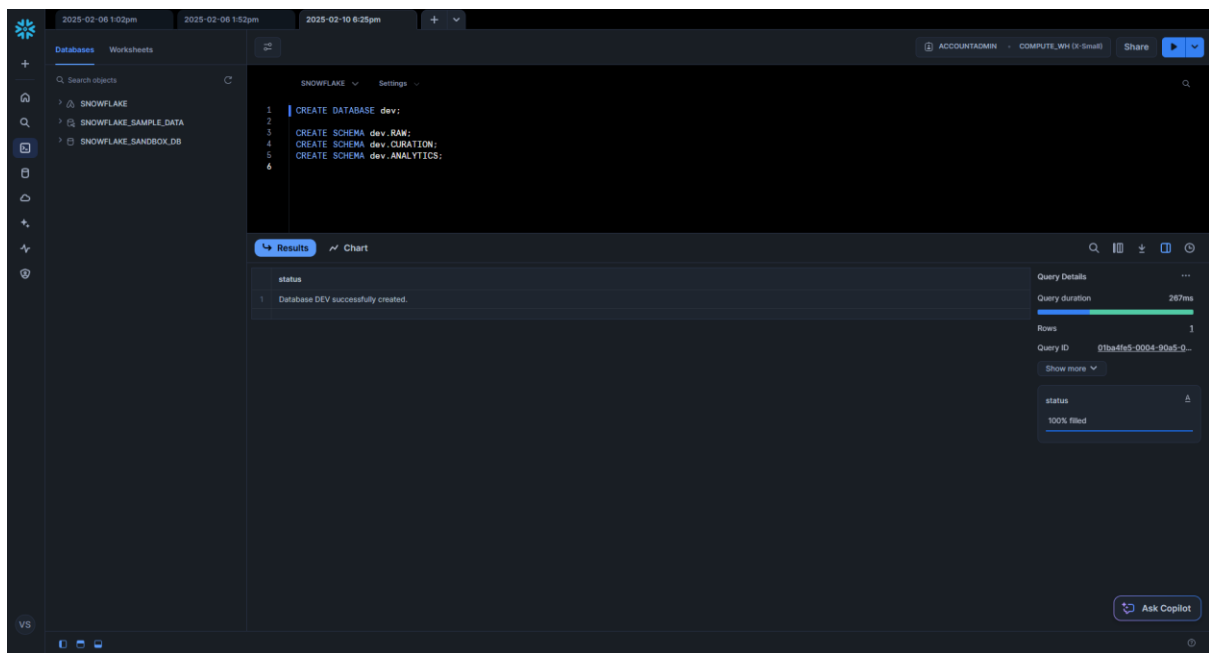 2025-02-06 1:02pm
2025-02-06 1:52pm
2025-02-10 6:25pm
Databases Worksheets
ACCOUNTADMIN · COMPUTE_WH (X-Small) Share
Search objects
SNOWFLAKE
SNOWFLAKE_SAMPLE_DATA
SNOWFLAKE_SANDBOX_DB
SNOWFLAKE Settings
1 CREATE DATABASE dev;
2
3 CREATE SCHEMA dev.RAW;
4 CREATE SCHEMA dev.CURATION;
5 CREATE SCHEMA dev.ANALYTICS;
6
Results Chart
status
1 Database DEV successfully created.
Query Details ...
Query duration 267ms
Rows 1
Query ID 01ba4fe5-0004-90a5-0...
Show more
status A
100% filled
Ask Copilot
VS